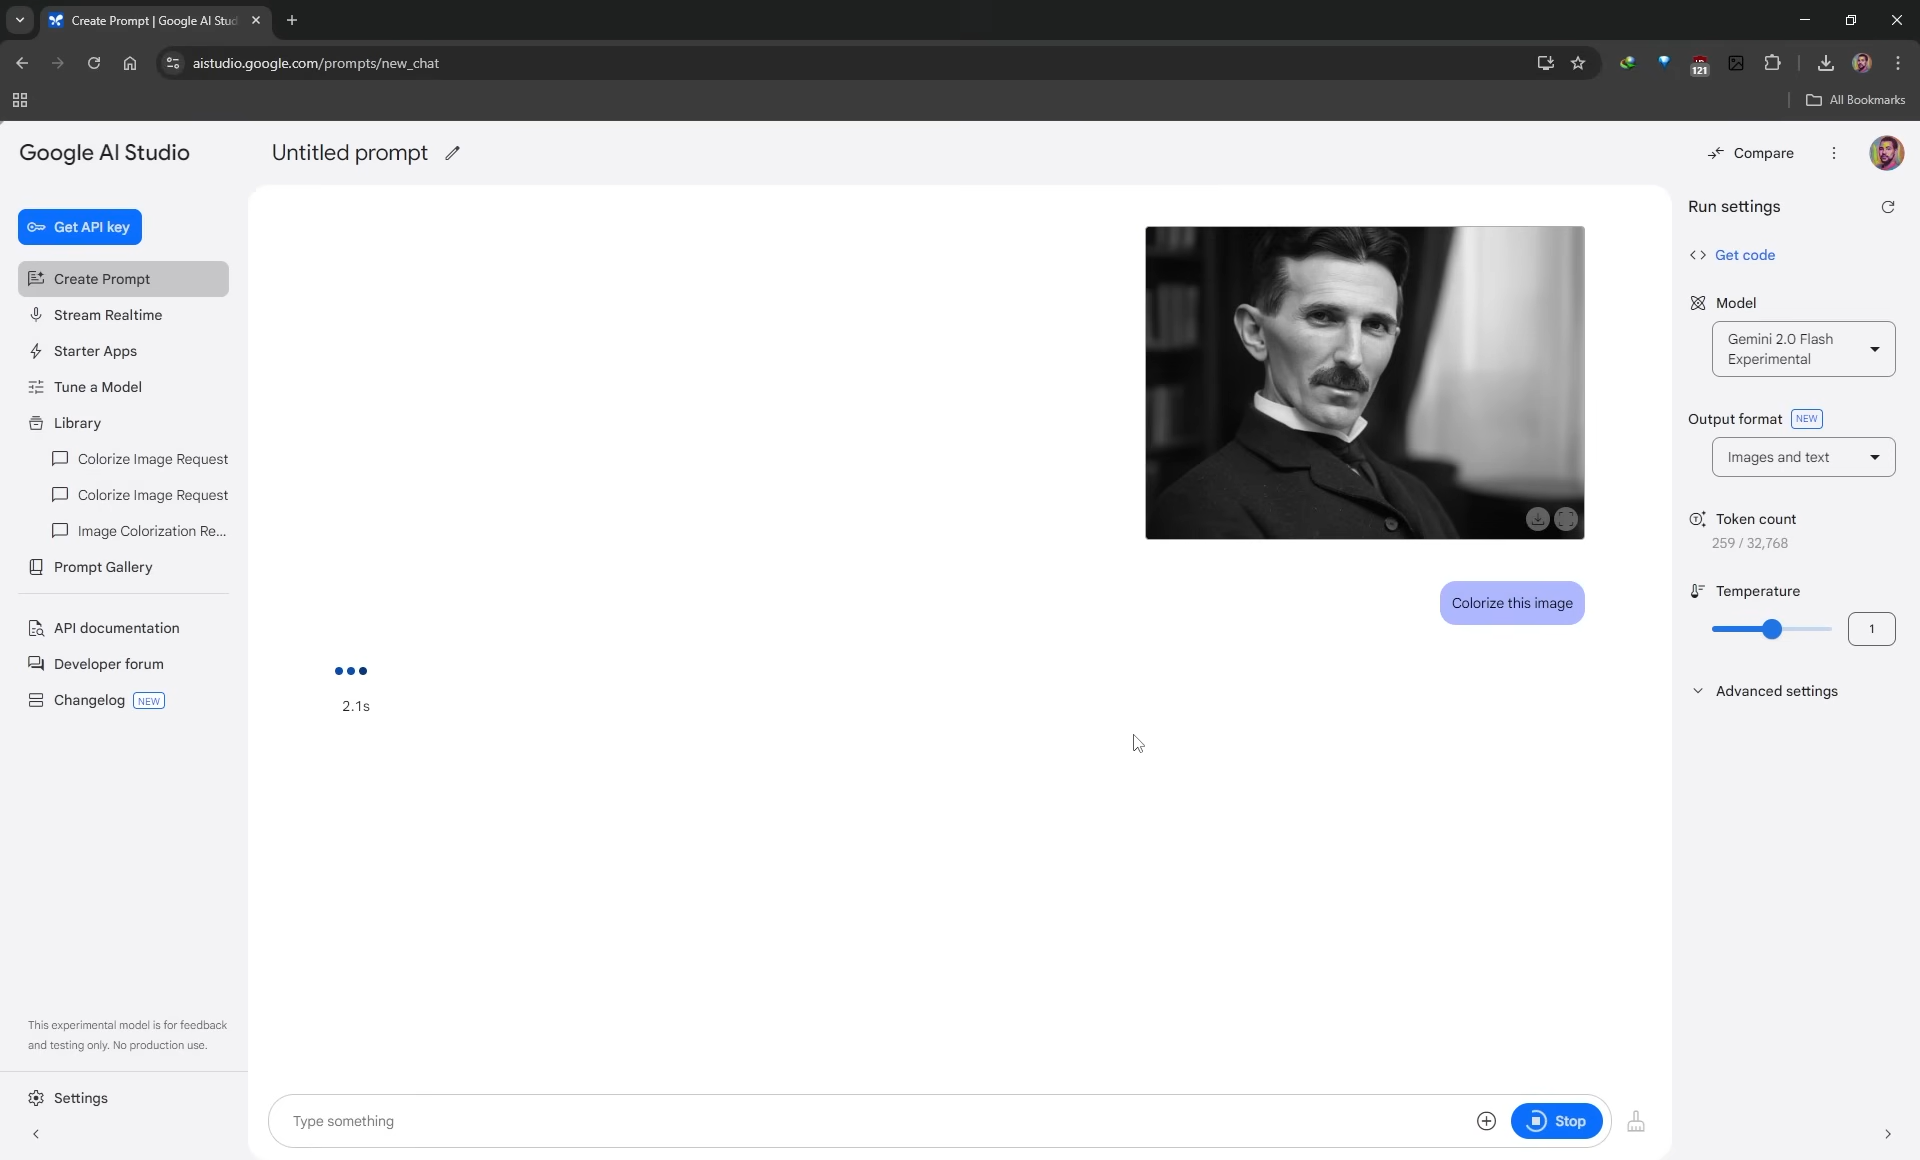 Create Prompt | Google AI Stud
aistudio.google.com/prompts/new_chat
121
All Bookmarks
Google AI Studio
Untitled prompt
Compare
Get API key
Create Prompt
Stream Realtime
Starter Apps
Tune a Model
Library
Colorize Image Request
Colorize Image Request
Image Colorization Re...
Prompt Gallery
API documentation
Developer forum
Changelog NEW
This experimental model is for feedback
and testing only. No production use.
Settings
Colorize this image
2.1s
Type something
Stop
Run settings
Get code
Model
Gemini 2.0 Flash
Experimental
Output format NEW
Images and text
Token count
259 / 32,768
Temperature
1
Advanced settings